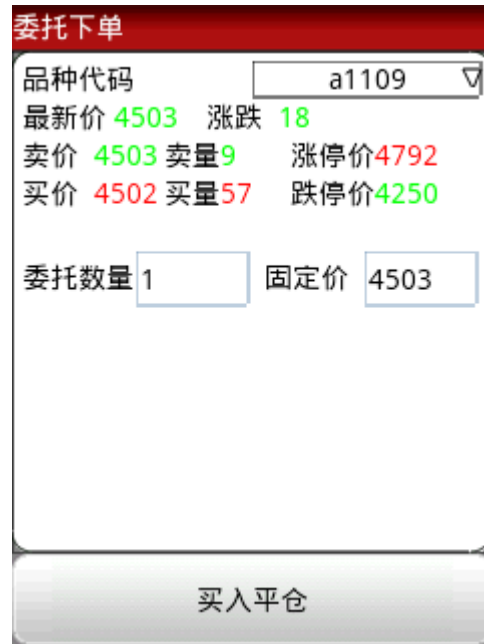 委托下单
品种代码 a1109
最新价 4503 涨跌 18
卖价 4503 卖量9 涨停价4792
买价 4502 买量57 跌停价4250
委托数量 1 固定价 4503
买入平仓